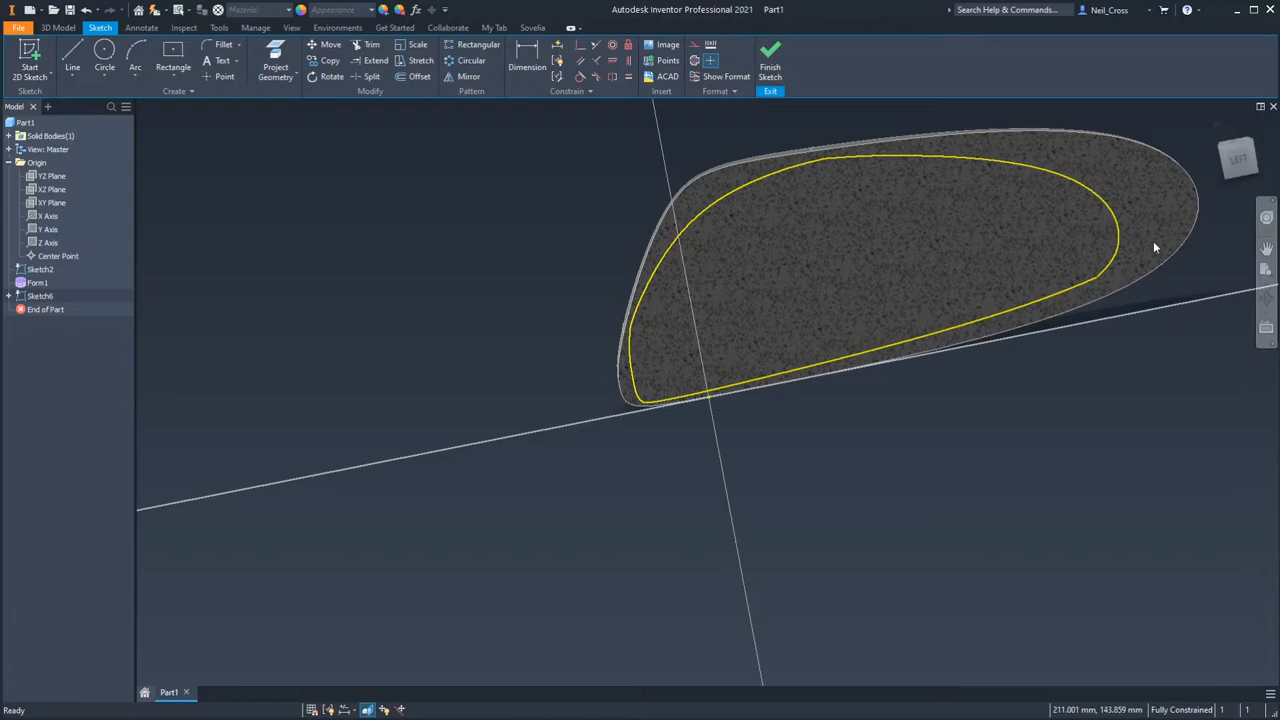 Material
Appearance
Autodesk Inventor Professional 2021 Part1
Search Help & Commands...
Neil_Cross
File 3D Model Sketch Annotate Inspect Tools Manage View Environments Get Started Collaborate My Tab Sovelia
Start
2D Sketch
Line
Circle
Arc
Rectangle
Fillet
Text
Point
Project
Geometry
Move Trim Scale
Copy Extend Stretch
Rotate Split Offset
Rectangular
Circular
Mirror
Dimension
Image
Points
ACAD
Show Format
Finish
Sketch
Sketch Create Modify Pattern Constrain Insert Format Exit
Model
Part1
Solid Bodies(1)
View: Master
Origin
YZ Plane
XZ Plane
XY Plane
X Axis
Y Axis
Z Axis
Center Point
Sketch2
Form1
Sketch6
End of Part
LEFT
Part1
Ready
211.001 mm, 143.859 mm Fully Constrained 1 1